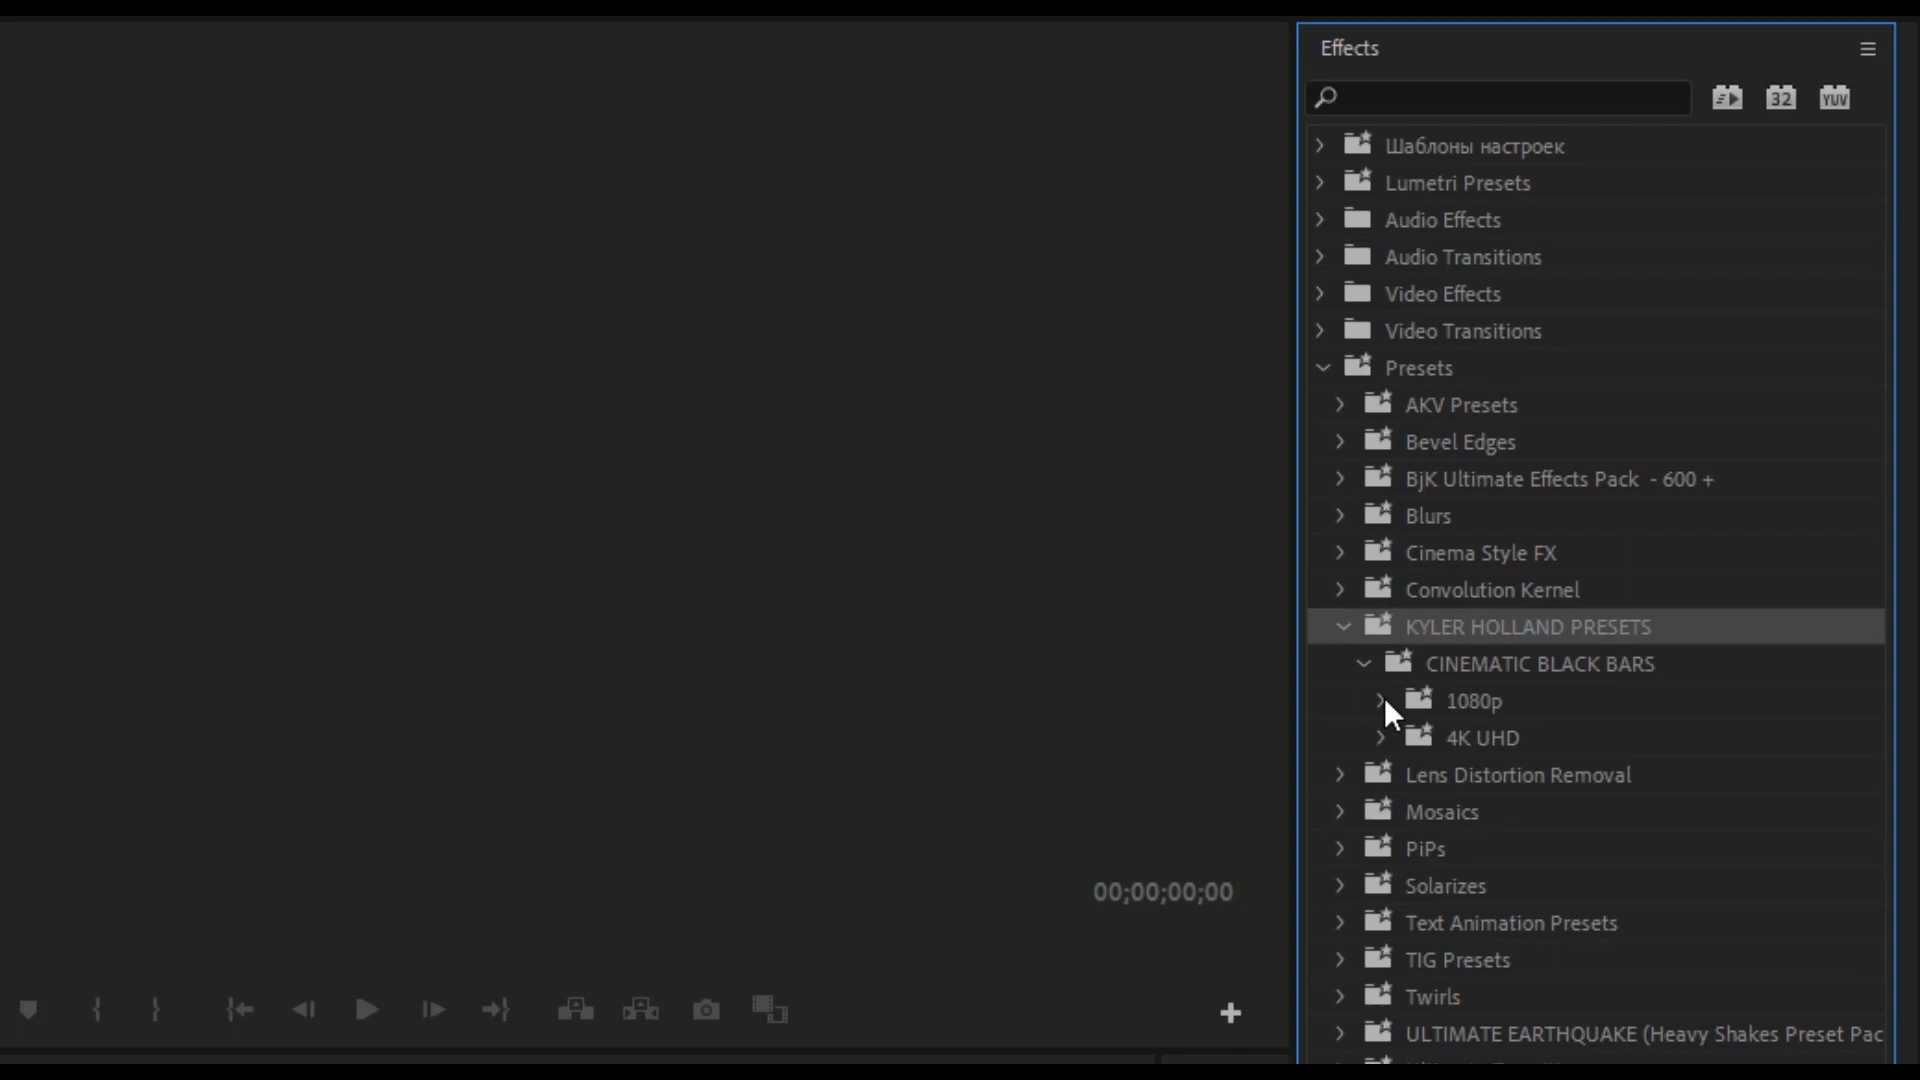 Effects
32
YUV
Шаблоны настроек
Lumetri Presets
Audio Effects
Audio Transitions
Video Effects
Video Transitions
Presets
AKV Presets
Bevel Edges
BjK Ultimate Effects Pack - 600 +
Blurs
Cinema Style FX
Convolution Kernel
KYLER HOLLAND PRESETS
CINEMATIC BLACK BARS
1080p
4K UHD
Lens Distortion Removal
Mosaics
PiPs
Solarizes
Text Animation Presets
TIG Presets
Twirls
ULTIMATE EARTHQUAKE (Heavy Shakes Preset Pac
00;00;00;00